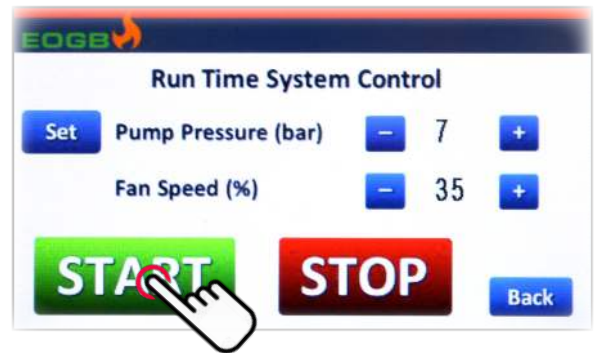 EOGB
Run Time System Control
Set Pump Pressure (bar) - 7 +
Fan Speed (%) - 35 +
START STOP
Back